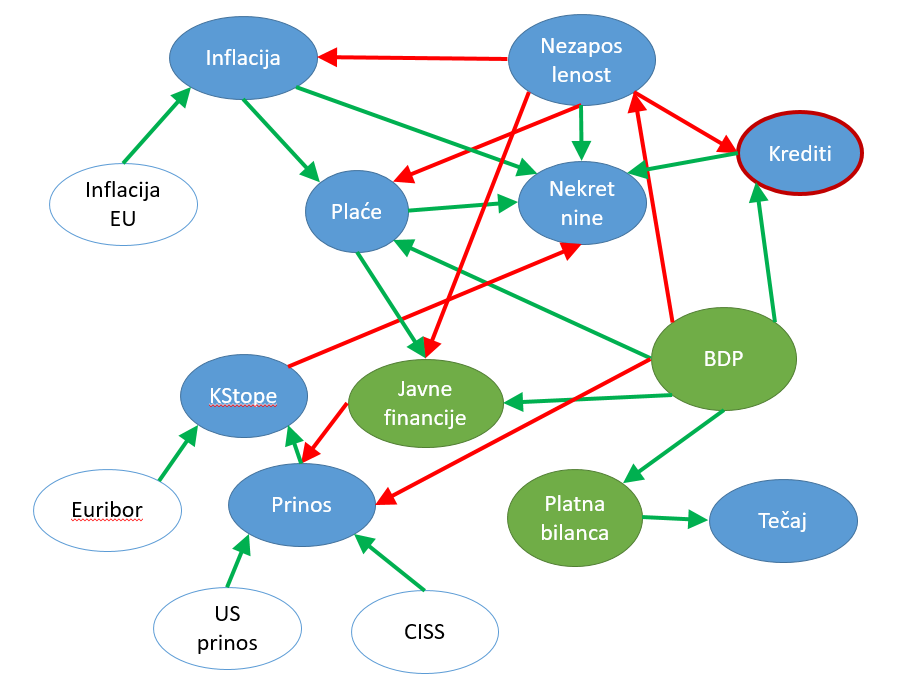 Inflacija
Nezapos
lenost
Krediti
Inflacija
EU
Plaće
Nekret
nine
BDP
KStope
Javne
financije
Euribor
Prinos
Platna
bilanca
Tečaj
US
prinos
CISS